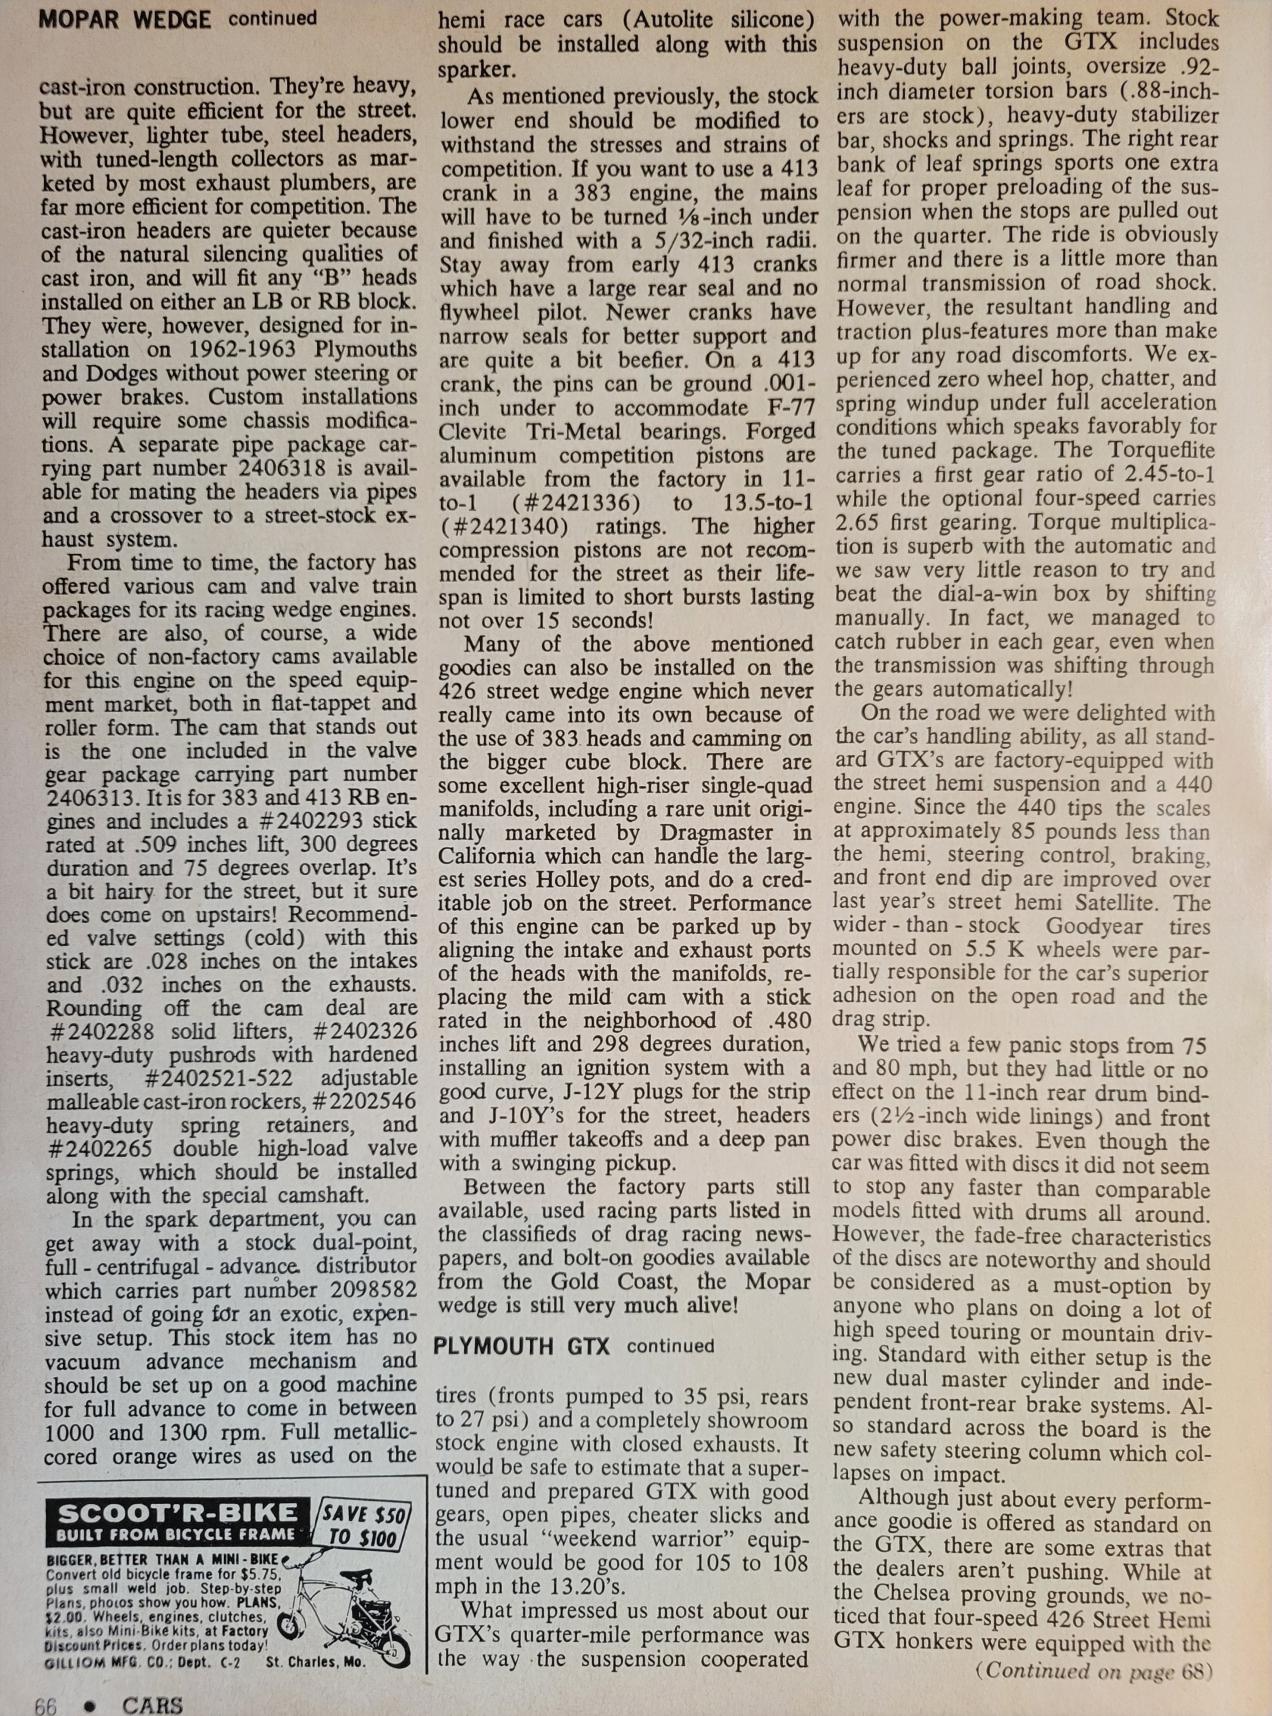 MOPAR WEDGE continued
cast-iron construction. They're heavy,
but are quite efficient for the street.
However, lighter tube, steel headers,
with tuned-length collectors as mar-
keted by most exhaust plumbers, are
far more efficient for competition. The
cast-iron headers are quieter because
of the natural silencing qualities of
cast iron, and will fit any "B" heads
installed on either an LB or RB block.
They were, however, designed for in-
stallation on 1962-1963 Plymouths
and Dodges without power steering or
power brakes. Custom installations
will require some chassis modifica-
tions. A separate pipe package car-
rying part number 2406318 is avail-
able for mating the headers via pipes
and a crossover to a street-stock ex-
haust system.
From time to time, the factory has
offered various cam and valve train
packages for its racing wedge engines.
There are also, of course, a wide
choice of non-factory cams available
for this engine on the speed equip-
ment market, both in flat-tappet and
roller form. The cam that stands out
is the one included in the valve
gear package carrying part number
2406313. It is for 383 and 413 RB en-
gines and includes a #2402293 stick
rated at .509 inches lift, 300 degrees
duration and 75 degrees overlap. It's
a bit hairy for the street, but it sure
does come on upstairs! Recommend-
ed valve settings (cold) with this
stick are .028 inches on the intakes
and .032 inches on the exhausts.
Rounding off the cam deal are
#2402288 solid lifters, #2402326
heavy-duty pushrods with hardened
inserts, #2402521-522 adjustable
malleable cast-iron rockers, #2202546
heavy-duty spring retainers, and
#2402265 double high-load valve
springs, which should be installed
along with the special camshaft.
In the spark department, you can
get away with a stock dual-point,
full - centrifugal - advance distributor
which carries part number 2098582
instead of going for an exotic, expen-
sive setup. This stock item has no
vacuum advance mechanism and
should be set up on a good machine
for full advance to come in between
1000 and 1300 rpm. Full metallic-
cored orange wires as used on the
SCOOT'R-BIKE
BUILT FROM BICYCLE FRAME
SAVE $50
TO $100
BIGGER, BETTER THAN A MINI-BIKE
Convert old bicycle frame for $5.75,
plus small weld job. Step-by-step
Plans, photos show you how. PLANS,
$2.00. Wheels, engines, clutches,
kits, also Mini-Bike kits, at Factory
Discount Prices. Order plans today!
GILLIOM MFG. CO.; Dept. C-2 St. Charles, Mo.
hemi race cars (Autolite silicone)
should be installed along with this
sparker.
As mentioned previously, the stock
lower end should be modified to
withstand the stresses and strains of
competition. If you want to use a 413
crank in a 383 engine, the mains
will have to be turned ⅛-inch under
and finished with a 5/32-inch radii.
Stay away from early 413 cranks
which have a large rear seal and no
flywheel pilot. Newer cranks have
narrow seals for better support and
are quite a bit beefier. On a 413
crank, the pins can be ground .001-
inch under to accommodate F-77
Clevite Tri-Metal bearings. Forged
aluminum competition pistons are
available from the factory in 11-
to-1 (#2421336) to 13.5-to-1
(#2421340) ratings. The higher
compression pistons are not recom-
mended for the street as their life-
span is limited to short bursts lasting
not over 15 seconds!
Many of the above mentioned
goodies can also be installed on the
426 street wedge engine which never
really came into its own because of
the use of 383 heads and camming on
the bigger cube block. There are
some excellent high-riser single-quad
manifolds, including a rare unit origi-
nally marketed by Dragmaster in
California which can handle the larg-
est series Holley pots, and do a cred-
itable job on the street. Performance
of this engine can be parked up by
aligning the intake and exhaust ports
of the heads with the manifolds, re-
placing the mild cam with a stick
rated in the neighborhood of .480
inches lift and 298 degrees duration,
installing an ignition system with a
good curve, J-12Y plugs for the strip
and J-10Y's for the street, headers
with muffler takeoffs and a deep pan
with a swinging pickup.
Between the factory parts still
available, used racing parts listed in
the classifieds of drag racing news-
papers, and bolt-on goodies available
from the Gold Coast, the Mopar
wedge is still very much alive!
PLYMOUTH GTX continued
tires (fronts pumped to 35 psi, rears
to 27 psi) and a completely showroom
stock engine with closed exhausts. It
would be safe to estimate that a super-
tuned and prepared GTX with good
gears, open pipes, cheater slicks and
the usual "weekend warrior" equip-
ment would be good for 105 to 108
mph in the 13.20's.
What impressed us most about our
GTX's quarter-mile performance was
the way the suspension cooperated
with the power-making team. Stock
suspension on the GTX includes
heavy-duty ball joints, oversize .92-
inch diameter torsion bars (.88-inch-
ers are stock), heavy-duty stabilizer
bar, shocks and springs. The right rear
bank of leaf springs sports one extra
leaf for proper preloading of the sus-
pension when the stops are pulled out
on the quarter. The ride is obviously
firmer and there is a little more than
normal transmission of road shock.
However, the resultant handling and
traction plus-features more than make
up for any road discomforts. We ex-
perienced zero wheel hop, chatter, and
spring windup under full acceleration
conditions which speaks favorably for
the tuned package. The Torqueflite
carries a first gear ratio of 2.45-to-1
while the optional four-speed carries
2.65 first gearing. Torque multiplica-
tion is superb with the automatic and
we saw very little reason to try and
beat the dial-a-win box by shifting
manually. In fact, we managed to
catch rubber in each gear, even when
the transmission was shifting through
the gears automatically!
On the road we were delighted with
the car's handling ability, as all stand-
ard GTX's are factory-equipped with
the street hemi suspension and a 440
engine. Since the 440 tips the scales
at approximately 85 pounds less than
the hemi, steering control, braking,
and front end dip are improved over
last year's street hemi Satellite. The
wider - than - stock Goodyear tires
mounted on 5.5 K wheels were par-
tially responsible for the car's superior
adhesion on the open road and the
drag strip.
We tried a few panic stops from 75
and 80 mph, but they had little or no
effect on the 11-inch rear drum bind-
ers (2½-inch wide linings) and front
power disc brakes. Even though the
car was fitted with discs it did not seem
to stop any faster than comparable
models fitted with drums all around.
However, the fade-free characteristics
of the discs are noteworthy and should
be considered as a must-option by
anyone who plans on doing a lot of
high speed touring or mountain driv-
ing. Standard with either setup is the
new dual master cylinder and inde-
pendent front-rear brake systems. Al-
so standard across the board is the
new safety steering column which col-
lapses on impact.
Although just about every perform-
ance goodie is offered as standard on
the GTX, there are some extras that
the dealers aren't pushing. While at
the Chelsea proving grounds, we no-
ticed that four-speed 426 Street Hemi
GTX honkers were equipped with the
(Continued on page 68)
66 • CARS